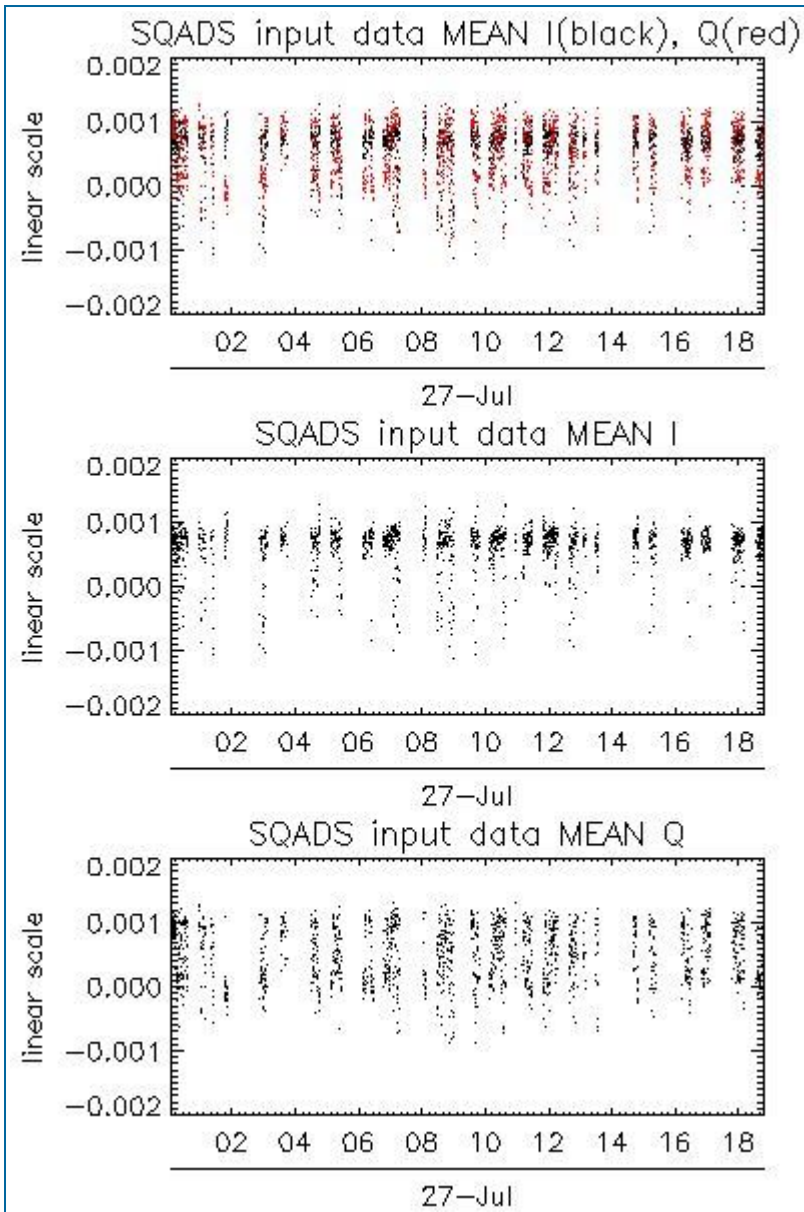 SQADS input data MEAN I(black), Q(red)
0.002
0.001
0.000
-0.001
-0.002
linear scale
02 04 06 08 10 12 14 16 18
27-Jul
SQADS input data MEAN I
0.002
0.001
0.000
-0.001
-0.002
linear scale
02 04 06 08 10 12 14 16 18
27-Jul
SQADS input data MEAN Q
0.002
0.001
0.000
-0.001
-0.002
linear scale
02 04 06 08 10 12 14 16 18
27-Jul